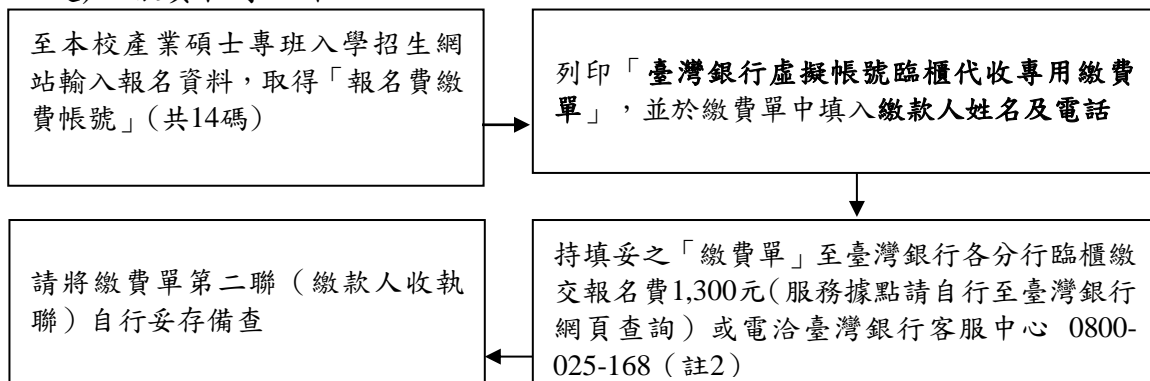 至本校產業碩士專班入學招生網
站輸入報名資料，取得「報名費繳
費帳號」（共14碼）
列印「臺灣銀行虛擬帳號臨櫃代收專用繳費
單」，並於繳費單中填入繳款人姓名及電話
持填妥之「繳費單」至臺灣銀行各分行臨櫃繳
交報名費1,300元（服務據點請自行至臺灣銀行
網頁查詢）或電洽臺灣銀行客服中心 0800-
025-168（註2）
請將繳費單第二聯（繳款人收執
聯）自行妥存備查